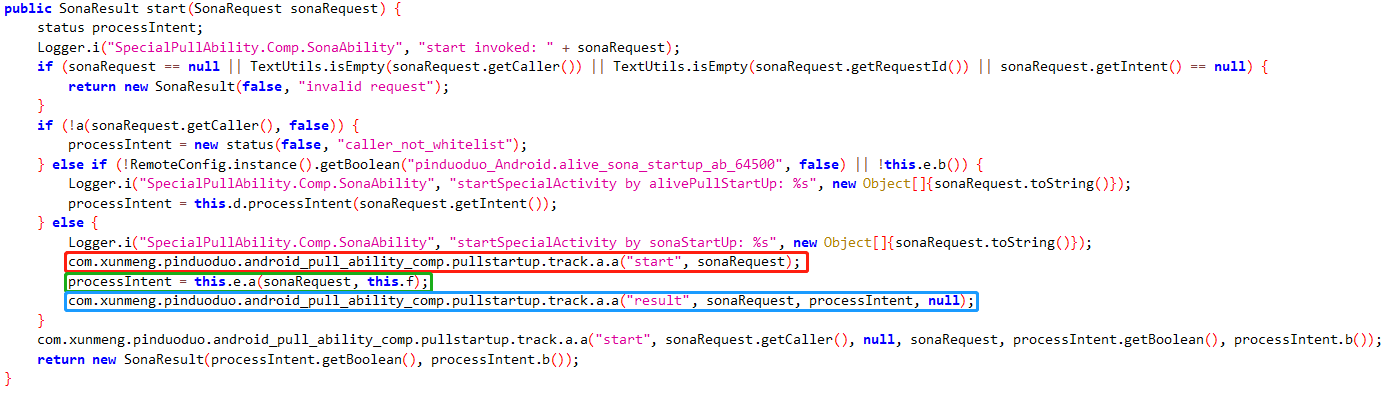 public SonaResult start(SonaRequest sonaRequest) {
    status processIntent;
    Logger.i("SpecialPullAbility.Comp.SonaAbility", "start invoked: " + sonaRequest);
    if (sonaRequest == null || TextUtils.isEmpty(sonaRequest.getCaller()) || TextUtils.isEmpty(sonaRequest.getRequestId()) || sonaRequest.getIntent() == null) {
        return new SonaResult(false, "invalid request");
    }
    if (!a(sonaRequest.getCaller(), false)) {
        processIntent = new status(false, "caller_not_whitelist");
    } else if (!RemoteConfig.instance().getBoolean("pinduoduo_Android.alive_sona_startup_ab_64500", false) || !this.e.b()) {
        Logger.i("SpecialPullAbility.Comp.SonaAbility", "startSpecialActivity by alivePullStartUp: %s", new Object[]{sonaRequest.toString()});
        processIntent = this.d.processIntent(sonaRequest.getIntent());
    } else {
        Logger.i("SpecialPullAbility.Comp.SonaAbility", "startSpecialActivity by sonaStartUp: %s", new Object[]{sonaRequest.toString()});
        com.xunmeng.pinduoduo.android_pull_ability_comp.pullstartup.track.a.a("start", sonaRequest);
        processIntent = this.e.a(sonaRequest, this.f);
        com.xunmeng.pinduoduo.android_pull_ability_comp.pullstartup.track.a.a("result", sonaRequest, processIntent, null);
    }
    com.xunmeng.pinduoduo.android_pull_ability_comp.pullstartup.track.a.a("start", sonaRequest.getCaller(), null, sonaRequest, processIntent.getBoolean(), processIntent.b());
    return new SonaResult(processIntent.getBoolean(), processIntent.b());
}